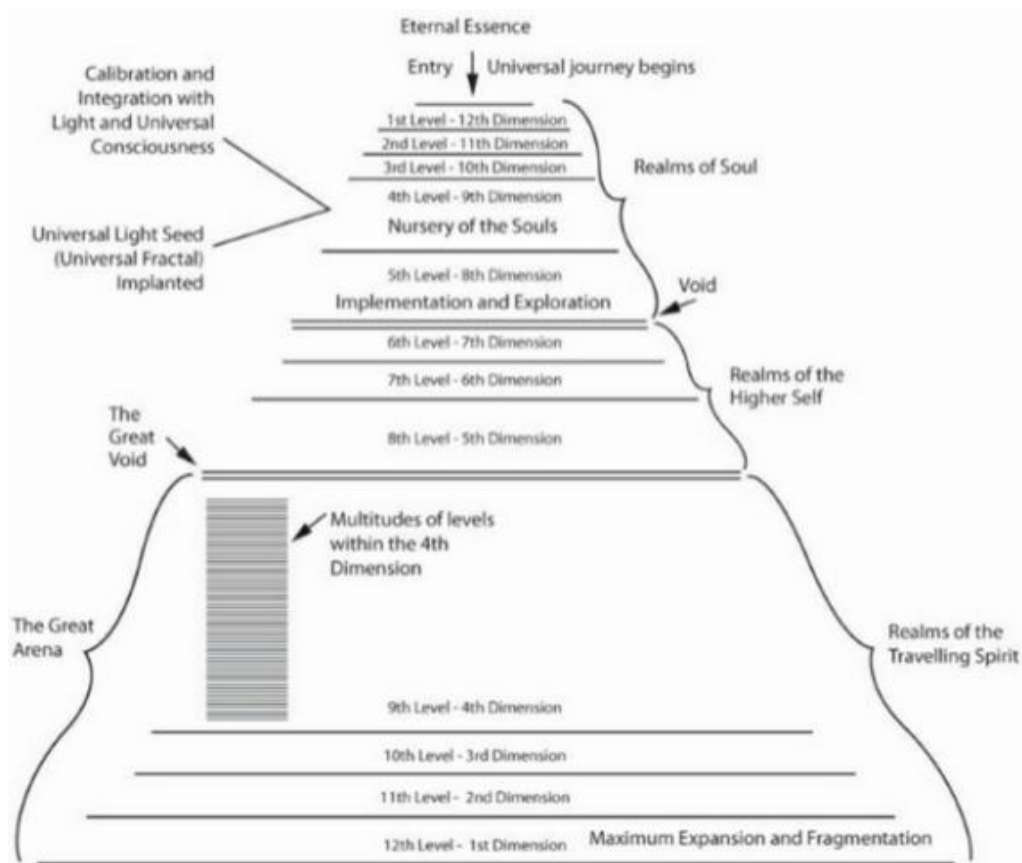 Eternal Essence
Entry
Universal journey begins
Calibration and
Integration with
Light and Universal
Consciousness
1st Level - 12th Dimension
2nd Level - 11th Dimension
3rd Level - 10th Dimension
4th Level - 9th Dimension
Nursery of the Souls
Realms of Soul
Universal Light Seed
(Universal Fractal)
Implanted
5th Level - 8th Dimension
Implementation and Exploration
Void
6th Level - 7th Dimension
7th Level - 6th Dimension
Realms of the
Higher Self
The
Great
Void
8th Level - 5th Dimension
Multitudes of levels
within the 4th
Dimension
The Great
Arena
Realms of the
Travelling Spirit
9th Level - 4th Dimension
10th Level - 3rd Dimension
11th Level - 2nd Dimension
12th Level - 1st Dimension
Maximum Expansion and Fragmentation